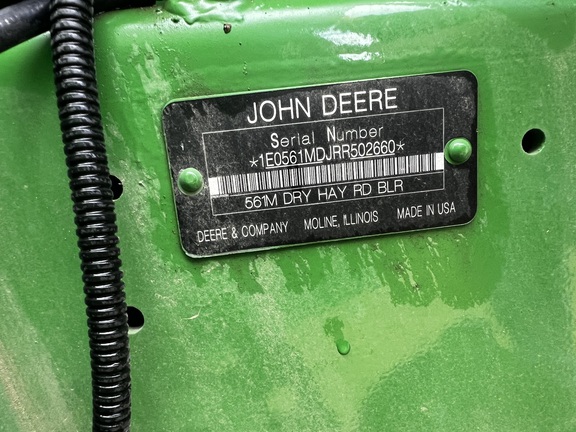 JOHN DEERE
Serial Number
*1E0561MDJRR502660*
561M DRY HAY RD BLR
DEERE & COMPANY MOLINE, ILLINOIS MADE IN USA